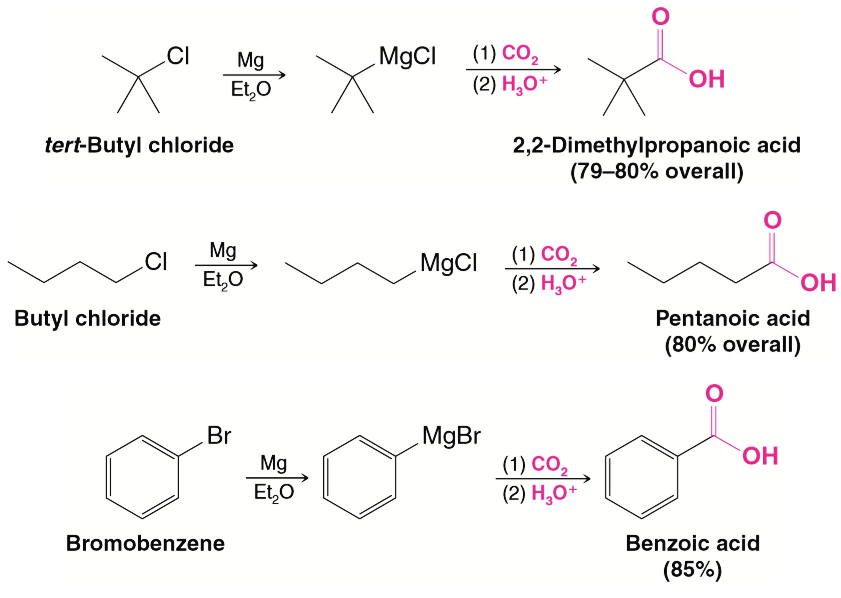 Cl Mg Et₂O MgCl (1) CO₂ (2) H₃O⁺ O OH
tert-Butyl chloride
2,2-Dimethylpropanoic acid
(79–80% overall)
Cl Mg Et₂O MgCl (1) CO₂ (2) H₃O⁺ O OH
Butyl chloride
Pentanoic acid
(80% overall)
Br Mg Et₂O MgBr (1) CO₂ (2) H₃O⁺ O OH
Bromobenzene
Benzoic acid
(85%)